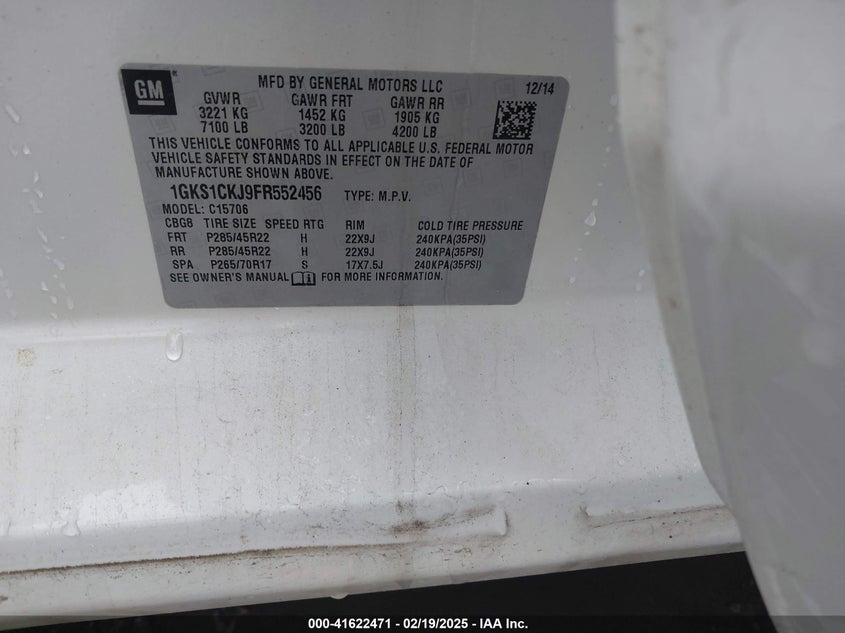 GM
MFD BY GENERAL MOTORS LLC 12/14
GVWR GAWR FRT GAWR RR
3221 KG 1452 KG 1905 KG
7100 LB 3200 LB 4200 LB
THIS VEHICLE CONFORMS TO ALL APPLICABLE U.S. FEDERAL MOTOR
VEHICLE SAFETY STANDARDS IN EFFECT ON THE DATE OF
MANUFACTURE SHOWN ABOVE.
1GKS1CKJ9FR552456 TYPE: M.P.V.
MODEL: C15706
CBG8 TIRE SIZE SPEED RTG RIM COLD TIRE PRESSURE
FRT P285/45R22 H 22X9J 240KPA(35PSI)
RR P285/45R22 H 22X9J 240KPA(35PSI)
SPA P265/70R17 S 17X7.5J 240KPA(35PSI)
SEE OWNER'S MANUAL FOR MORE INFORMATION.
000-41622471 - 02/19/2025 - IAA Inc.